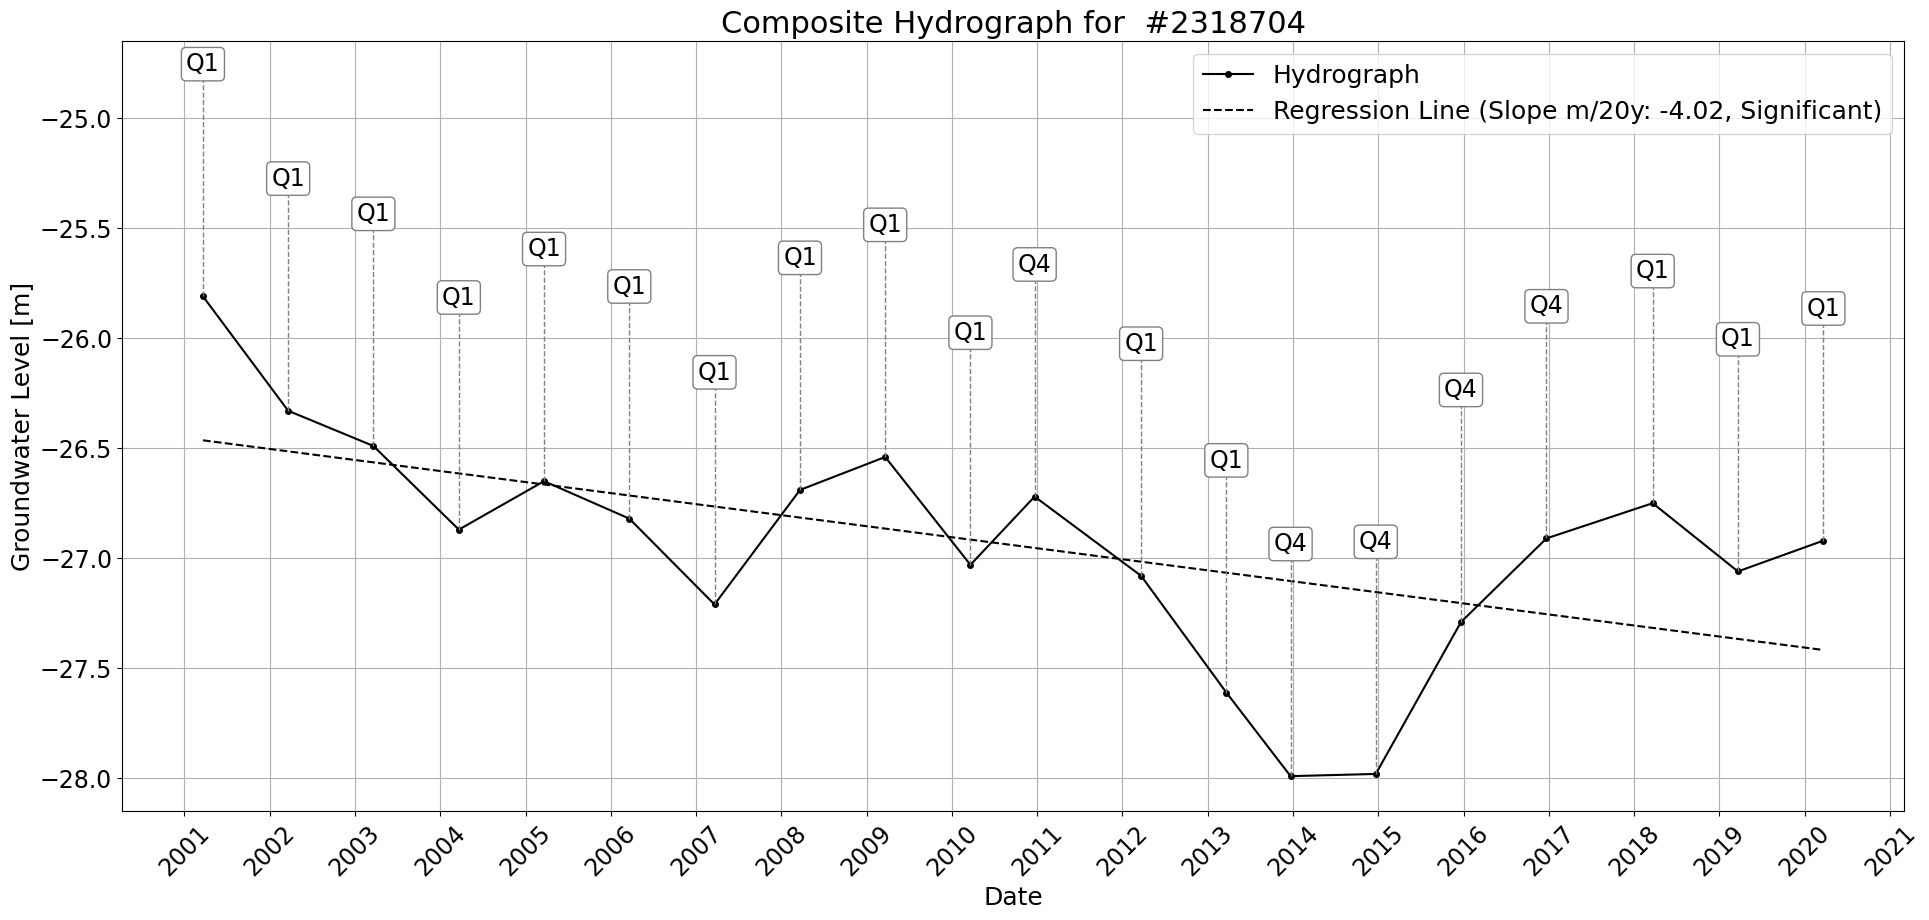 Composite Hydrograph for  #2318704
Hydrograph
Regression Line (Slope m/20y: -4.02, Significant)
Groundwater Level [m]
−25.0
−25.5
−26.0
−26.5
−27.0
−27.5
−28.0
Q1
Q1
Q1
Q1
Q1
Q1
Q1
Q1
Q1
Q1
Q4
Q1
Q1
Q4
Q4
Q4
Q4
Q1
Q1
Q1
2001
2002
2003
2004
2005
2006
2007
2008
2009
2010
2011
2012
2013
2014
2015
2016
2017
2018
2019
2020
2021
Date